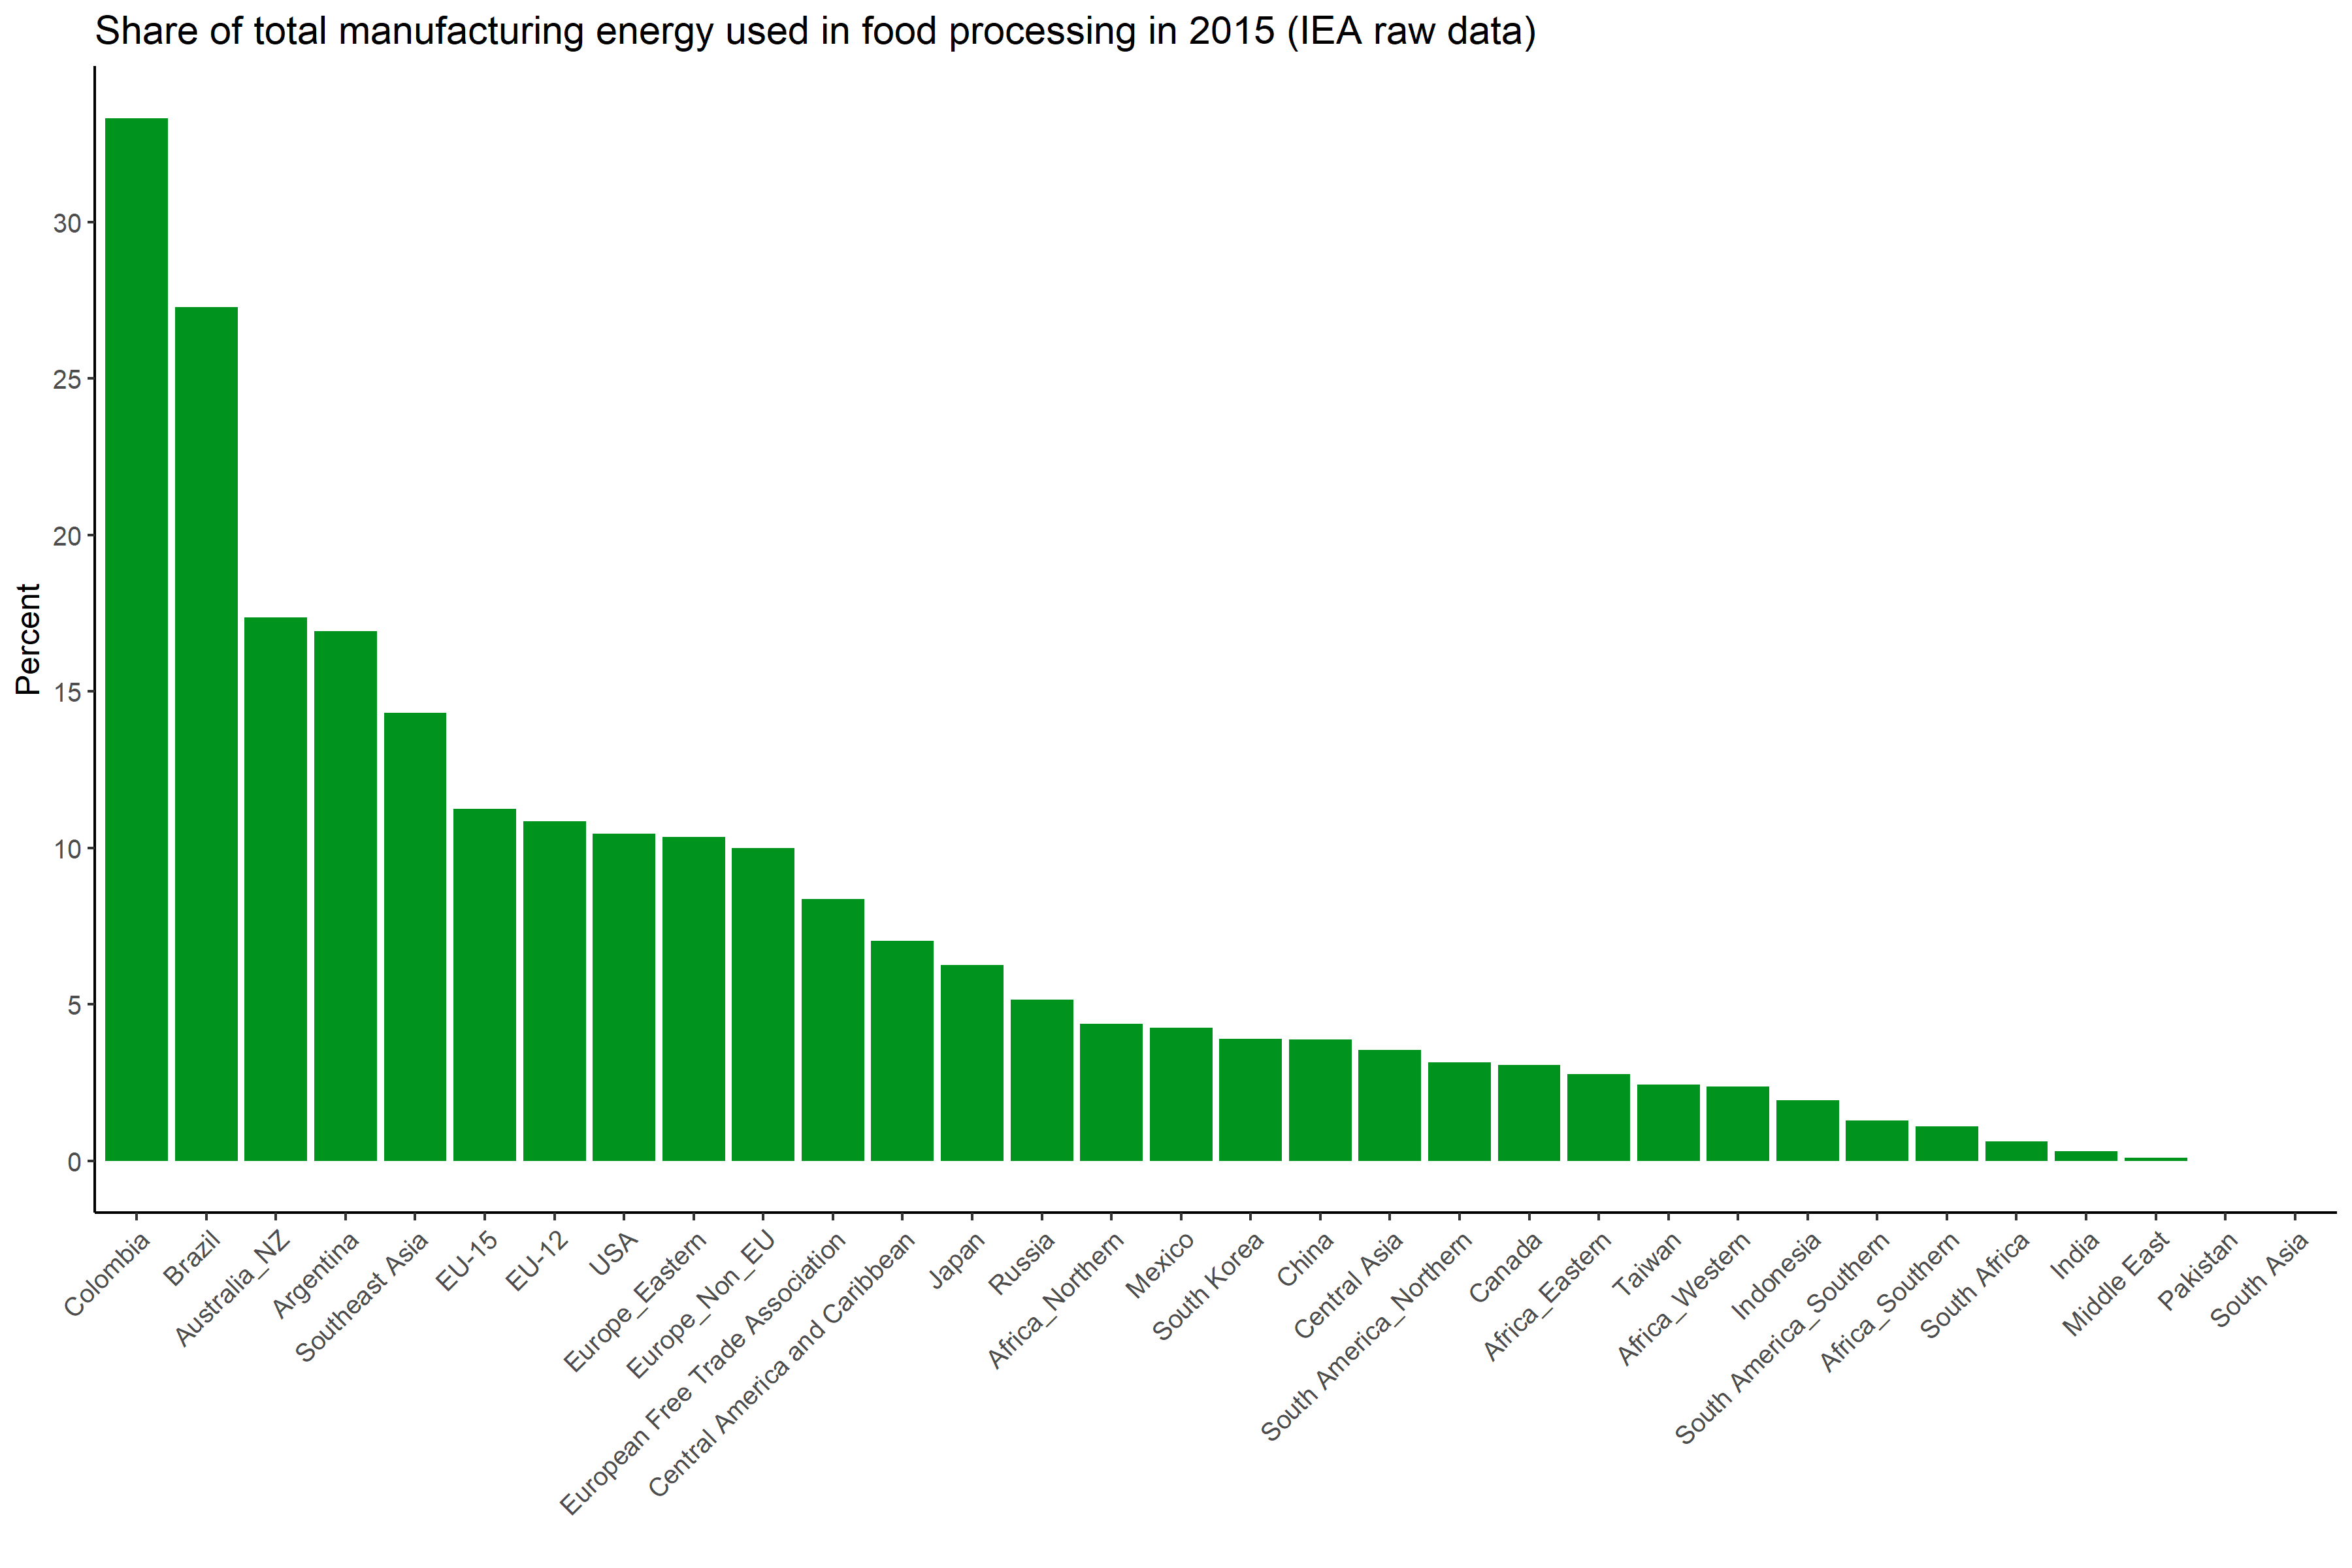 Share of total manufacturing energy used in food processing in 2015 (IEA raw data)
Percent
30
25
20
15
10
5
0
Colombia
Brazil
Australia_NZ
Argentina
Southeast Asia
EU-15
EU-12
USA
Europe_Eastern
Europe_Non_EU
European Free Trade Association
Central America and Caribbean
Japan
Russia
Africa_Northern
Mexico
South Korea
China
Central Asia
South America_Northern
Canada
Africa_Eastern
Taiwan
Africa_Western
Indonesia
South America_Southern
Africa_Southern
South Africa
India
Middle East
Pakistan
South Asia